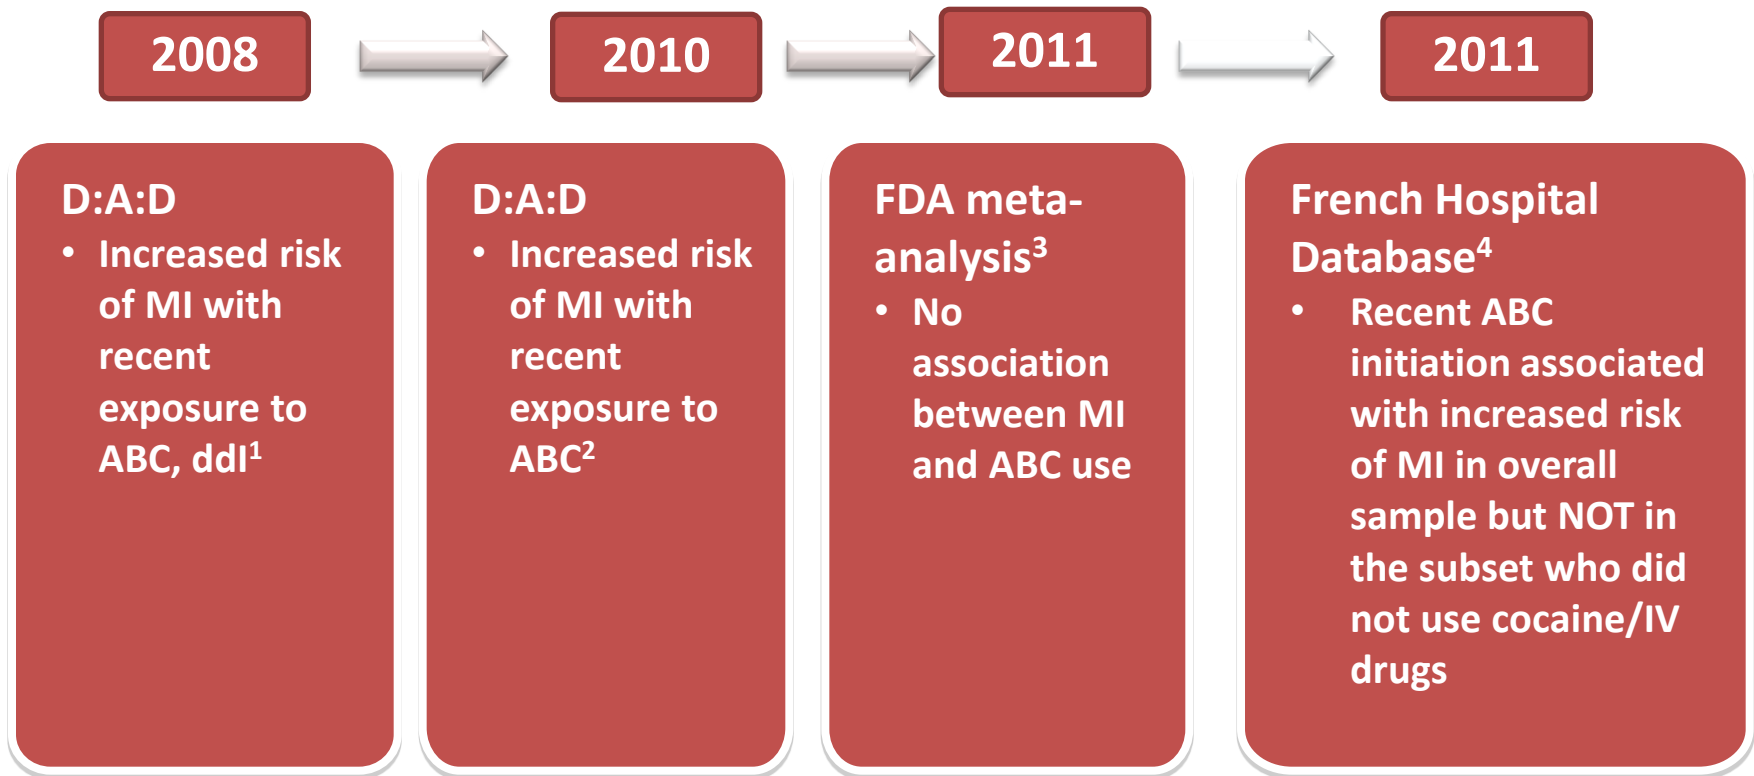 2008
2010
2011
2011
D:A:D
• Increased risk
of MI with
recent
exposure to
ABC, ddI¹
D:A:D
• Increased risk
of MI with
recent
exposure to
ABC²
FDA meta-
analysis³
• No
association
between MI
and ABC use
French Hospital
Database⁴
• Recent ABC
initiation associated
with increased risk
of MI in overall
sample but NOT in
the subset who did
not use cocaine/IV
drugs